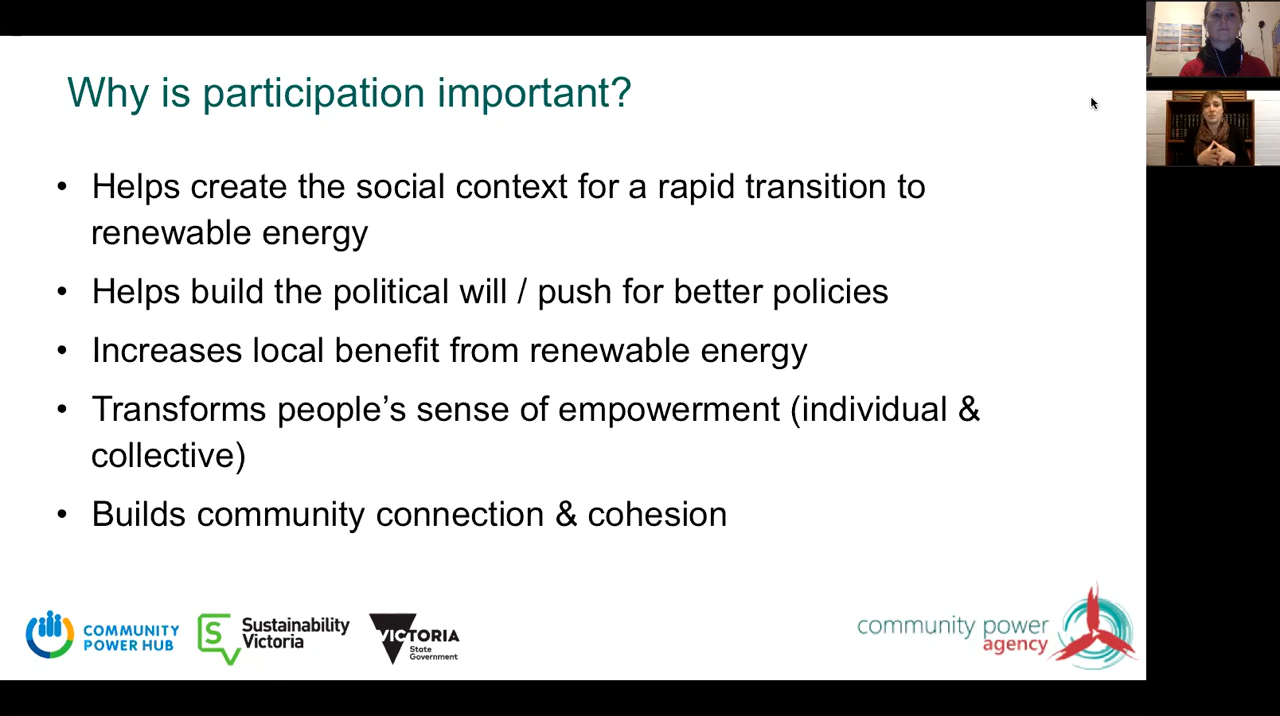 Why is participation important?
• Helps create the social context for a rapid transition to
renewable energy
• Helps build the political will / push for better policies
• Increases local benefit from renewable energy
• Transforms people’s sense of empowerment (individual &
collective)
• Builds community connection & cohesion
COMMUNITY
POWER HUB
S
Sustainability
Victoria
VICTORIA
State
Government
community power
agency